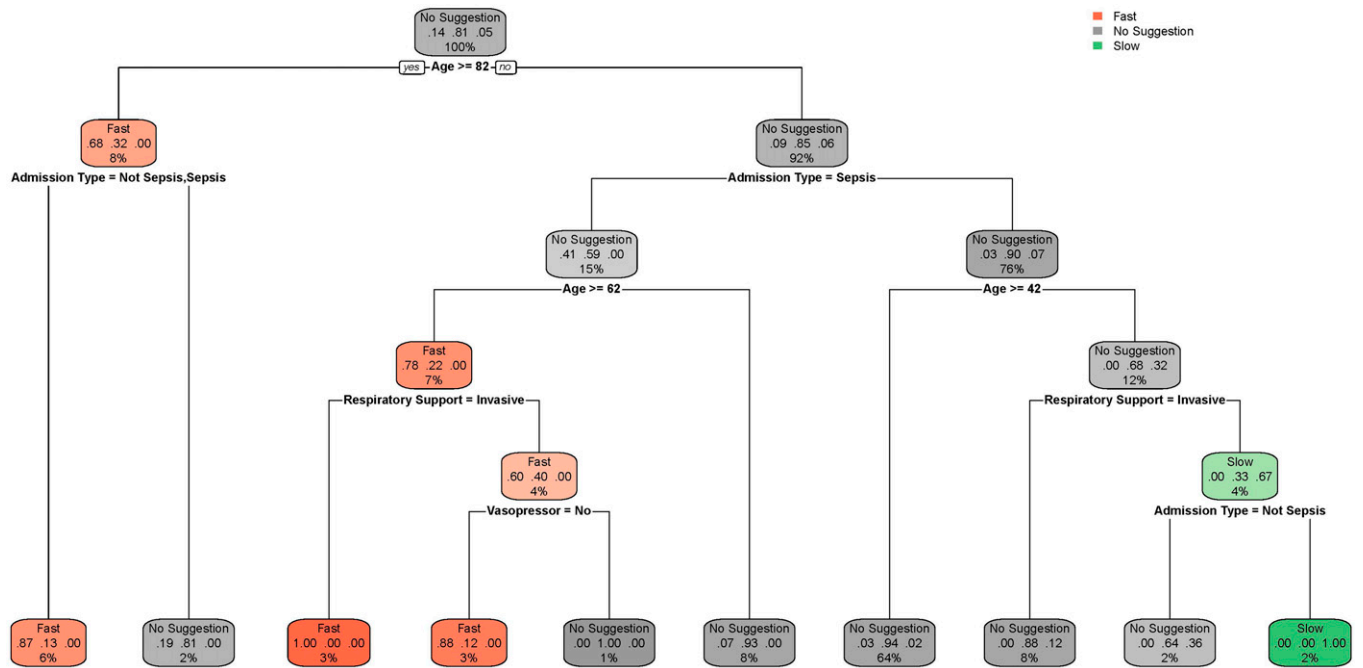 No Suggestion
.14 .81 .05
100%
Fast
No Suggestion
Slow
yes Age >= 82 no
Fast
.68 .32 .00
8%
No Suggestion
.09 .85 .06
92%
Admission Type = Not Sepsis,Sepsis
Admission Type = Sepsis
No Suggestion
.41 .59 .00
15%
No Suggestion
.03 .90 .07
76%
Age >= 62
Age >= 42
Fast
.78 .22 .00
7%
No Suggestion
.00 .68 .32
12%
Respiratory Support = Invasive
Respiratory Support = Invasive
Fast
.60 .40 .00
4%
Slow
.00 .33 .67
4%
Vasopressor = No
Admission Type = Not Sepsis
Fast
.87 .13 .00
6%
No Suggestion
.19 .81 .00
2%
Fast
1.00 .00 .00
3%
Fast
.88 .12 .00
3%
No Suggestion
.00 1.00 .00
1%
No Suggestion
.07 .93 .00
8%
No Suggestion
.03 .94 .02
64%
No Suggestion
.00 .88 .12
8%
No Suggestion
.00 .64 .36
2%
Slow
.00 .00 1.00
2%